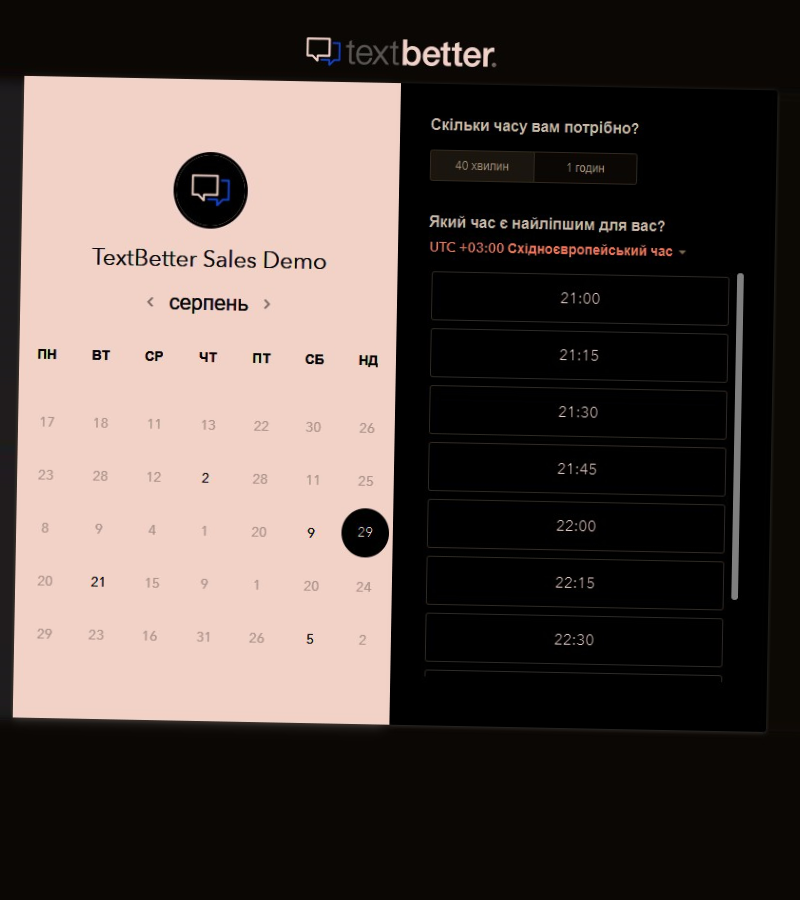 textbetter.
TextBetter Sales Demo
серпень
ПН ВТ СР ЧТ ПТ СБ НД
17 18 11 13 22 30 26
23 28 12 2 28 11 25
8 9 4 1 20 9 29
20 21 15 9 1 20 24
29 23 16 31 26 5 2
Скільки часу вам потрібно?
40 хвилин 1 годин
Який час є найліпшим для вас?
UTC +03:00 Східноєвропейський час
21:00
21:15
21:30
21:45
22:00
22:15
22:30